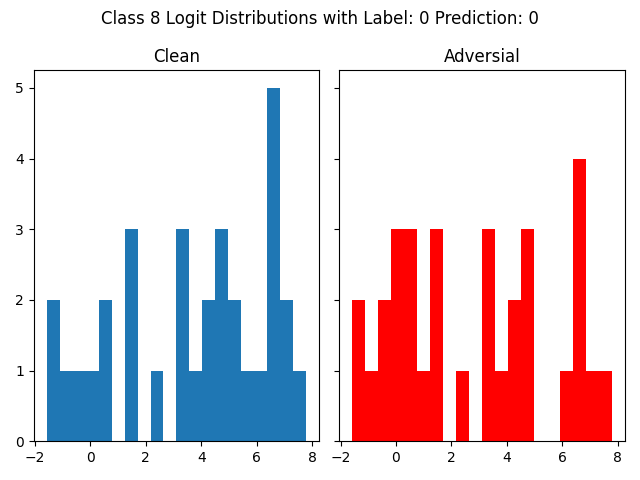 Class 8 Logit Distributions with Label: 0 Prediction: 0
Clean
Adversial
5
4
3
2
1
0
−2 0 2 4 6 8
−2 0 2 4 6 8